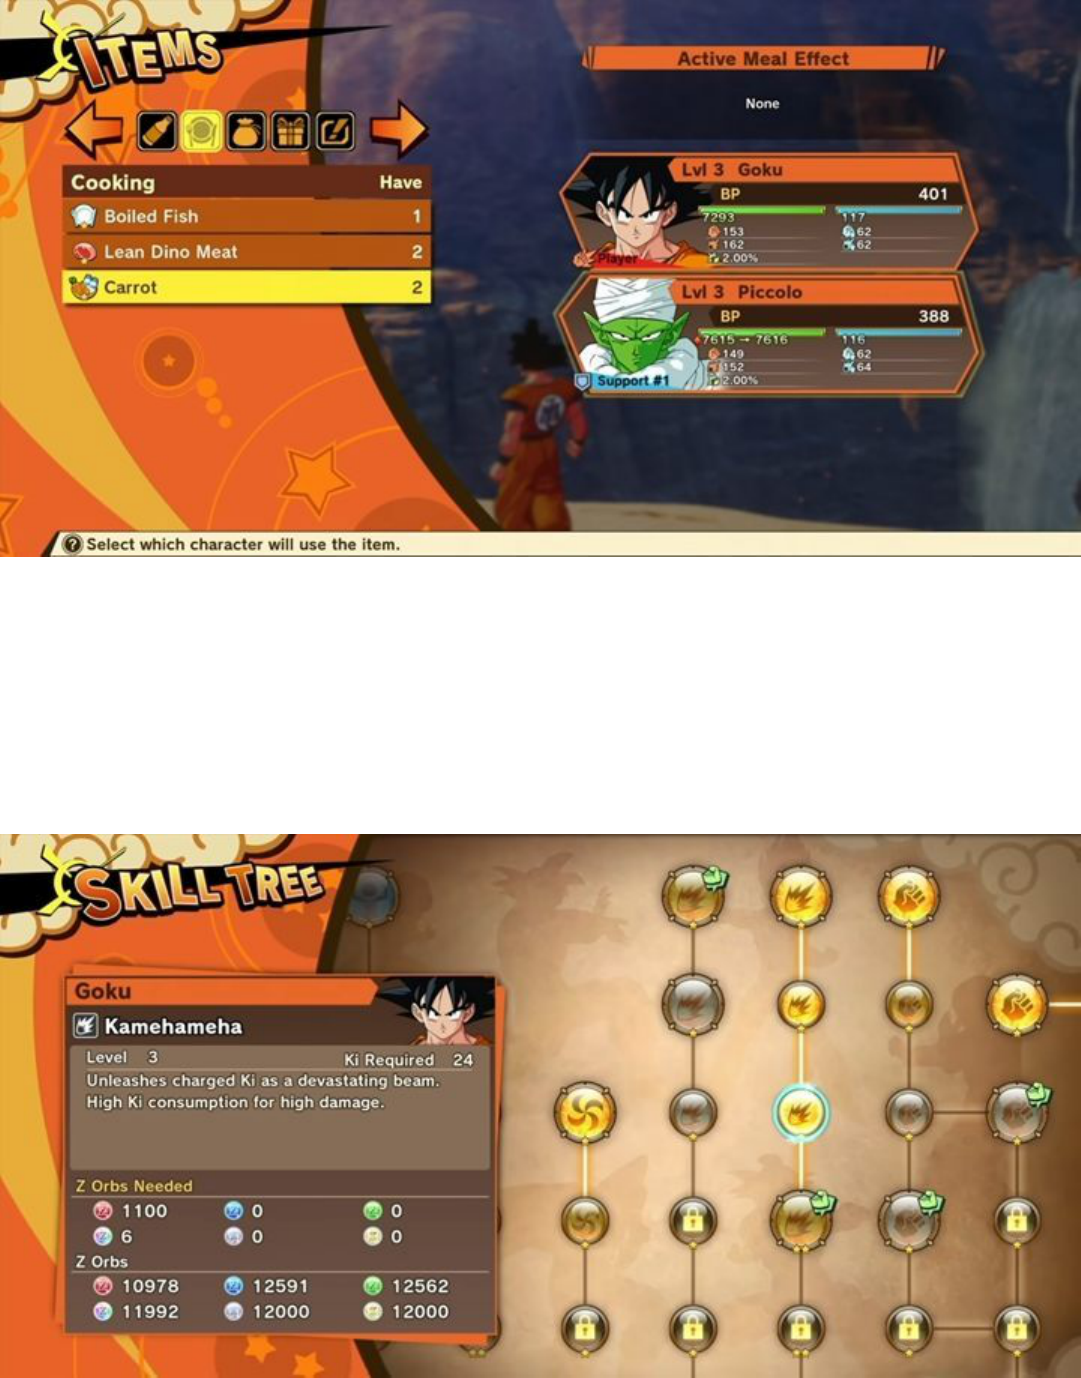 ITEMS
Active Meal Effect
None
Cooking Have
Boiled Fish 1
Lean Dino Meat 2
Carrot 2
Lvl 3 Goku
BP 401
7293 117
153 62
162 62
2.00%
Player
Lvl 3 Piccolo
BP 388
7615 → 7616 116
149 62
152 64
2.00%
Support #1
? Select which character will use the item.
SKILL TREE
Goku
Kamehameha
Level 3 Ki Required 24
Unleashes charged Ki as a devastating beam.
High Ki consumption for high damage.
Z Orbs Needed
1100 0 0
6 0 0
Z Orbs
10978 12591 12562
11992 12000 12000